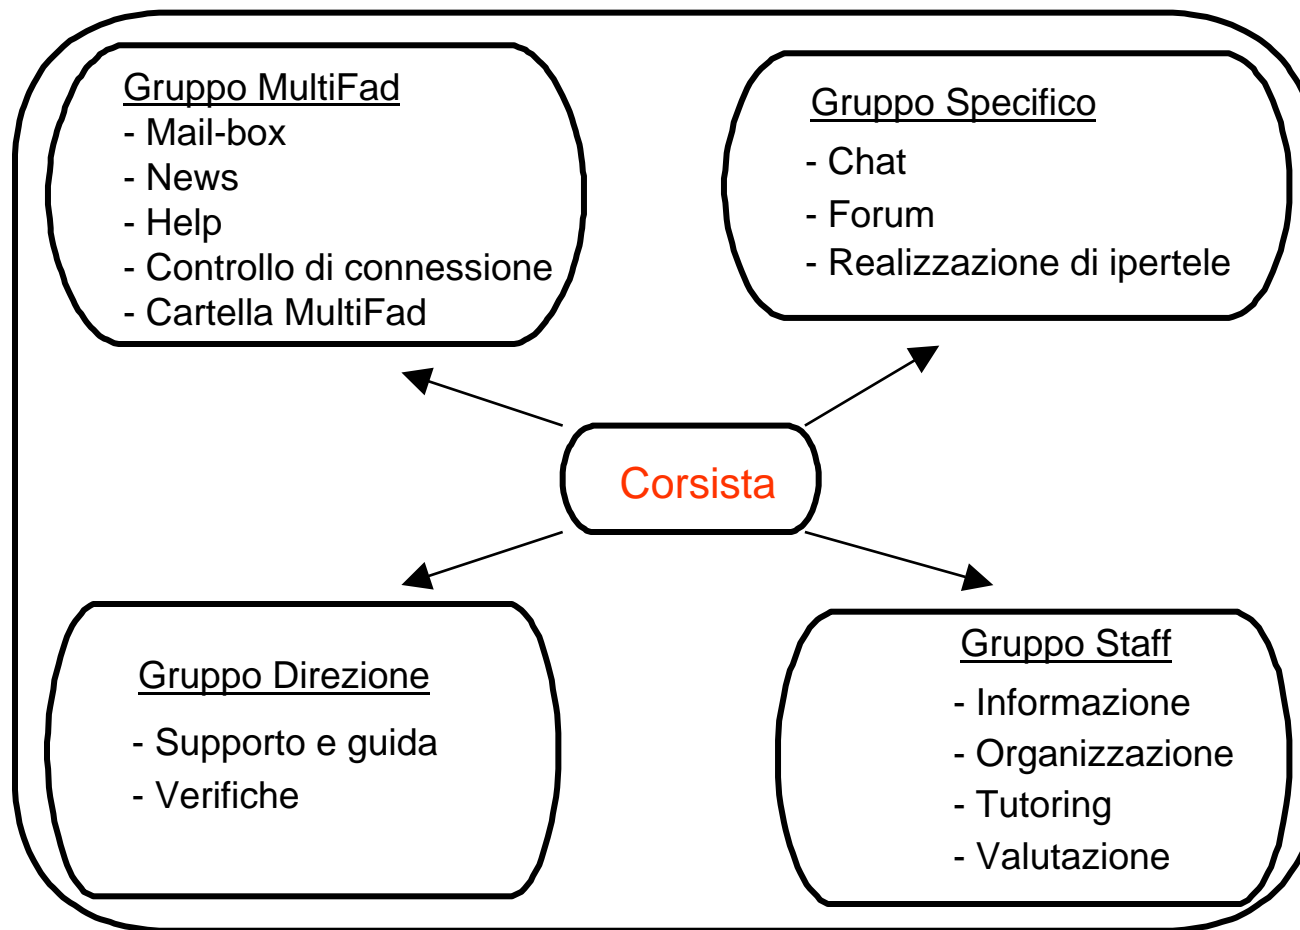 Gruppo MultiFad
- Mail-box
- News
- Help
- Controllo di connessione
- Cartella MultiFad
Gruppo Specifico
- Chat
- Forum
- Realizzazione di ipertele
Corsista
Gruppo Direzione
- Supporto e guida
- Verifiche
Gruppo Staff
- Informazione
- Organizzazione
- Tutoring
- Valutazione